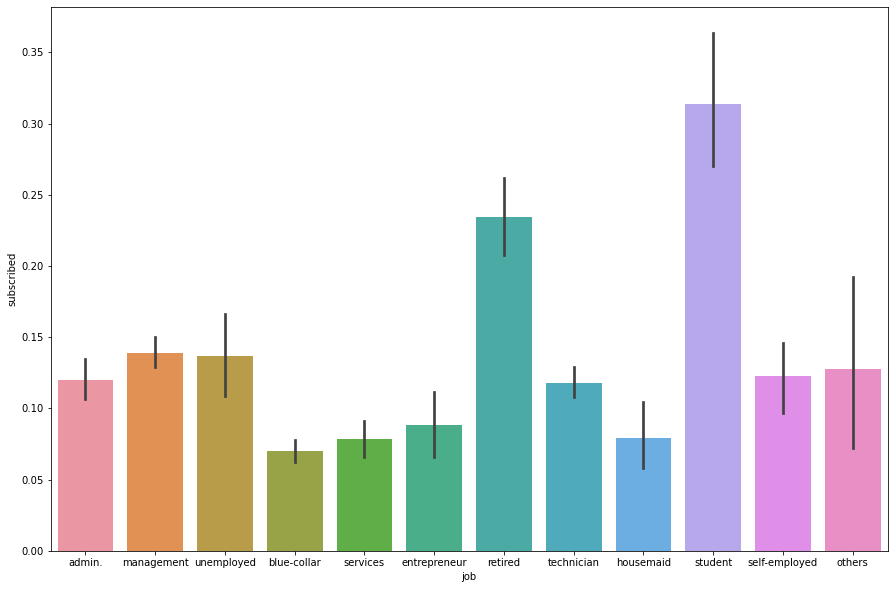 0.35
0.30
0.25
0.20
0.15
0.10
0.05
0.00
subscribed
admin. management unemployed blue-collar services entrepreneur retired technician housemaid student self-employed others
job